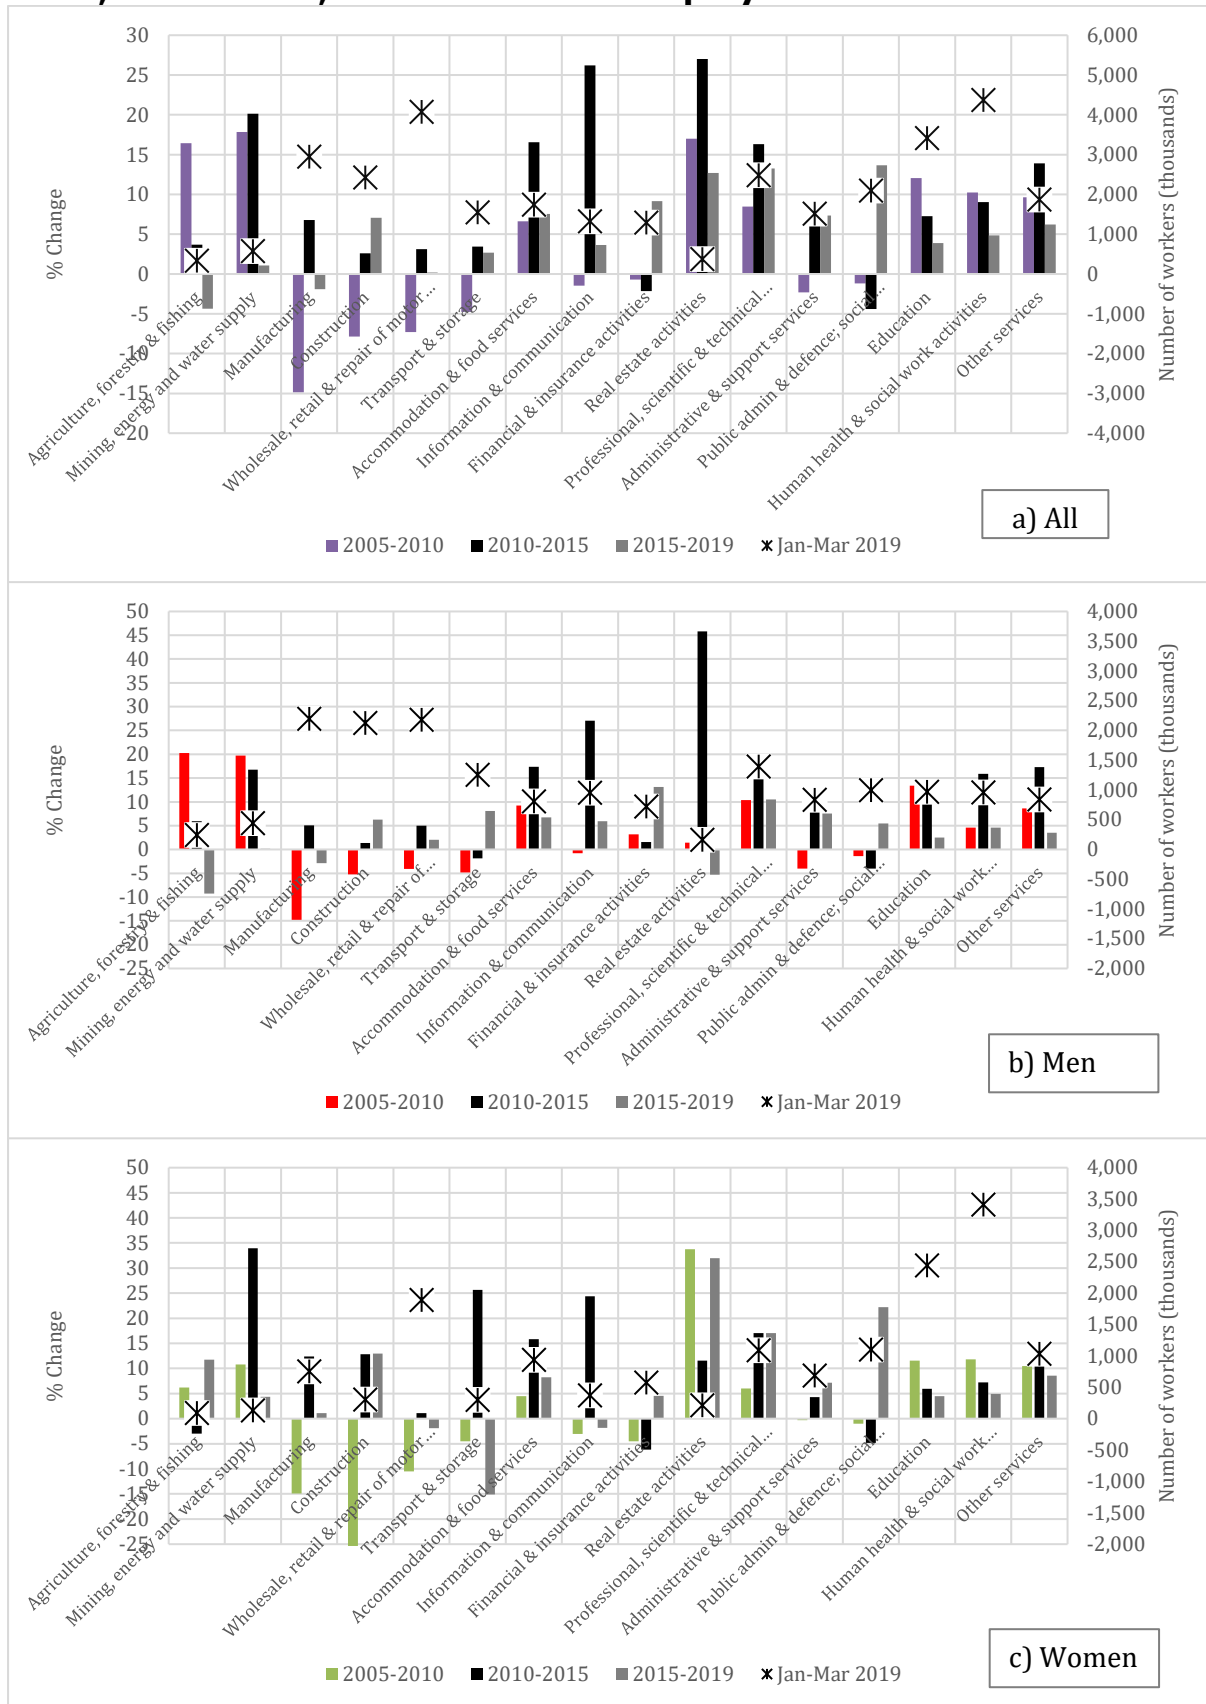 30
25
20
15
10
5
0
-5
-10
-15
-20
% Change
6,000
5,000
4,000
3,000
2,000
1,000
0
-1,000
-2,000
-3,000
-4,000
Number of workers (thousands)
Agriculture, forestry & fishing
Mining, energy and water supply
Manufacturing
Construction
Wholesale, retail & repair of motor…
Transport & storage
Accommodation & food services
Information & communication
Financial & insurance activities
Real estate activities
Professional, scientific & technical…
Administrative & support services
Public admin & defence; social…
Education
Human health & social work activities
Other services
a) All
2005-2010 2010-2015 2015-2019 Jan-Mar 2019
50
45
40
35
30
25
20
15
10
5
0
-5
-10
-15
-20
-25
% Change
4,000
3,500
3,000
2,500
2,000
1,500
1,000
500
0
-500
-1,000
-1,500
-2,000
Number of workers (thousands)
Agriculture, forestry & fishing
Mining, energy and water supply
Manufacturing
Construction
Wholesale, retail & repair of…
Transport & storage
Accommodation & food services
Information & communication
Financial & insurance activities
Real estate activities
Professional, scientific & technical…
Administrative & support services
Public admin & defence; social…
Education
Human health & social work…
Other services
b) Men
2005-2010 2010-2015 2015-2019 Jan-Mar 2019
50
45
40
35
30
25
20
15
10
5
0
-5
-10
-15
-20
-25
% Change
4,000
3,500
3,000
2,500
2,000
1,500
1,000
500
0
-500
-1,000
-1,500
-2,000
Number of workers (thousands)
Agriculture, forestry & fishing
Mining, energy and water supply
Manufacturing
Construction
Wholesale, retail & repair of motor…
Transport & storage
Accommodation & food services
Information & communication
Financial & insurance activities
Real estate activities
Professional, scientific & technical…
Administrative & support services
Public admin & defence; social…
Education
Human health & social work…
Other services
c) Women
2005-2010 2010-2015 2015-2019 Jan-Mar 2019